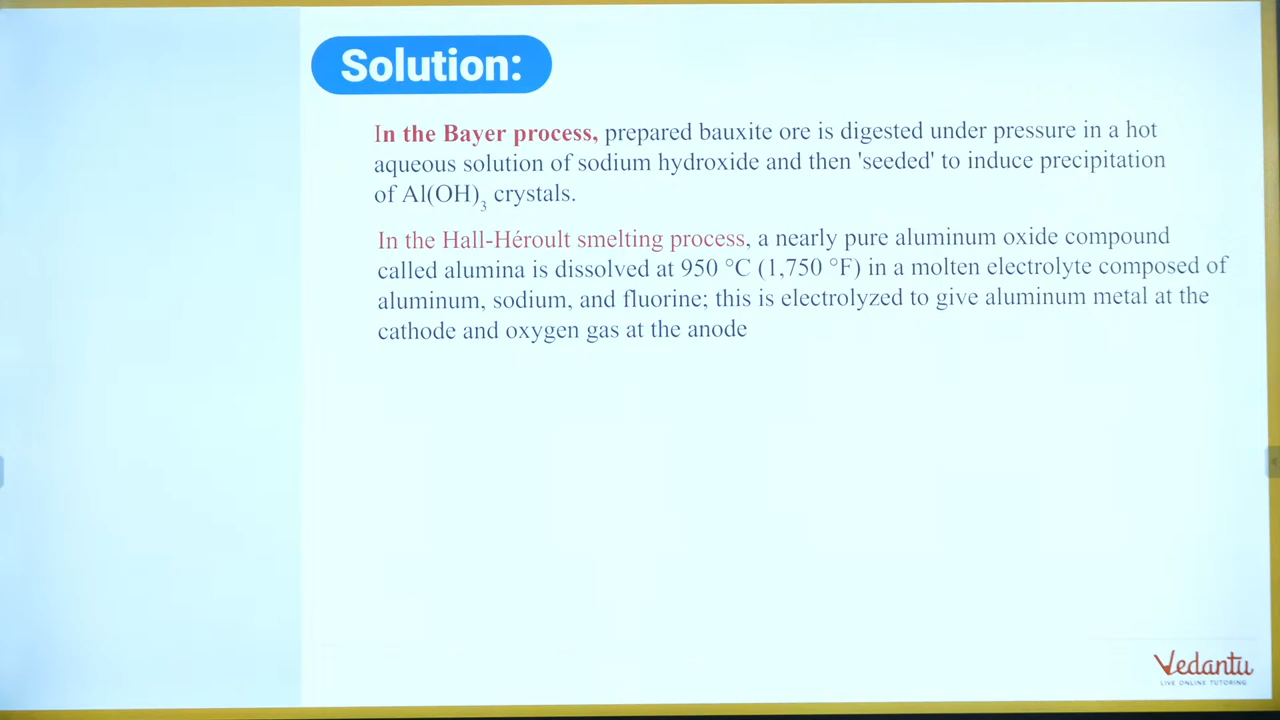 Solution:
In the Bayer process, prepared bauxite ore is digested under pressure in a hot
aqueous solution of sodium hydroxide and then 'seeded' to induce precipitation
of Al(OH)₃ crystals.
In the Hall-Héroult smelting process, a nearly pure aluminum oxide compound
called alumina is dissolved at 950 °C (1,750 °F) in a molten electrolyte composed of
aluminum, sodium, and fluorine; this is electrolyzed to give aluminum metal at the
cathode and oxygen gas at the anode
Vedantu
LIVE ONLINE TUTORING